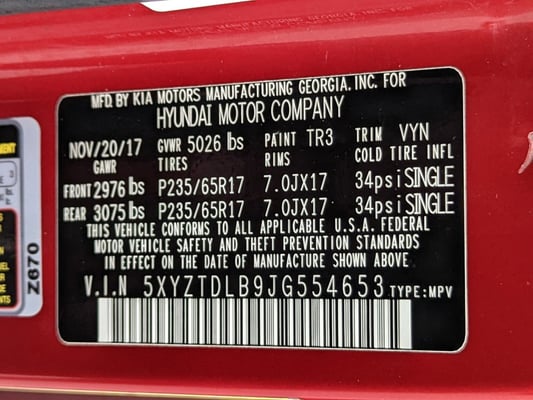 MFD. BY KIA MOTORS MANUFACTURING GEORGIA. INC. FOR
HYUNDAI MOTOR COMPANY
NOV/20/17 GVWR 5026 lbs PAINT TR3 TRIM VYN
GAWR TIRES RIMS COLD TIRE INFL
FRONT 2976 lbs P235/65R17 7.0JX17 34psi SINGLE
REAR 3075 lbs P235/65R17 7.0JX17 34psi SINGLE
THIS VEHICLE CONFORMS TO ALL APPLICABLE U.S.A. FEDERAL
MOTOR VEHICLE SAFETY AND THEFT PREVENTION STANDARDS
IN EFFECT ON THE DATE OF MANUFACTURE SHOWN ABOVE.
V.I.N 5XYZTDLB9JG554653 TYPE:MPV
Z670